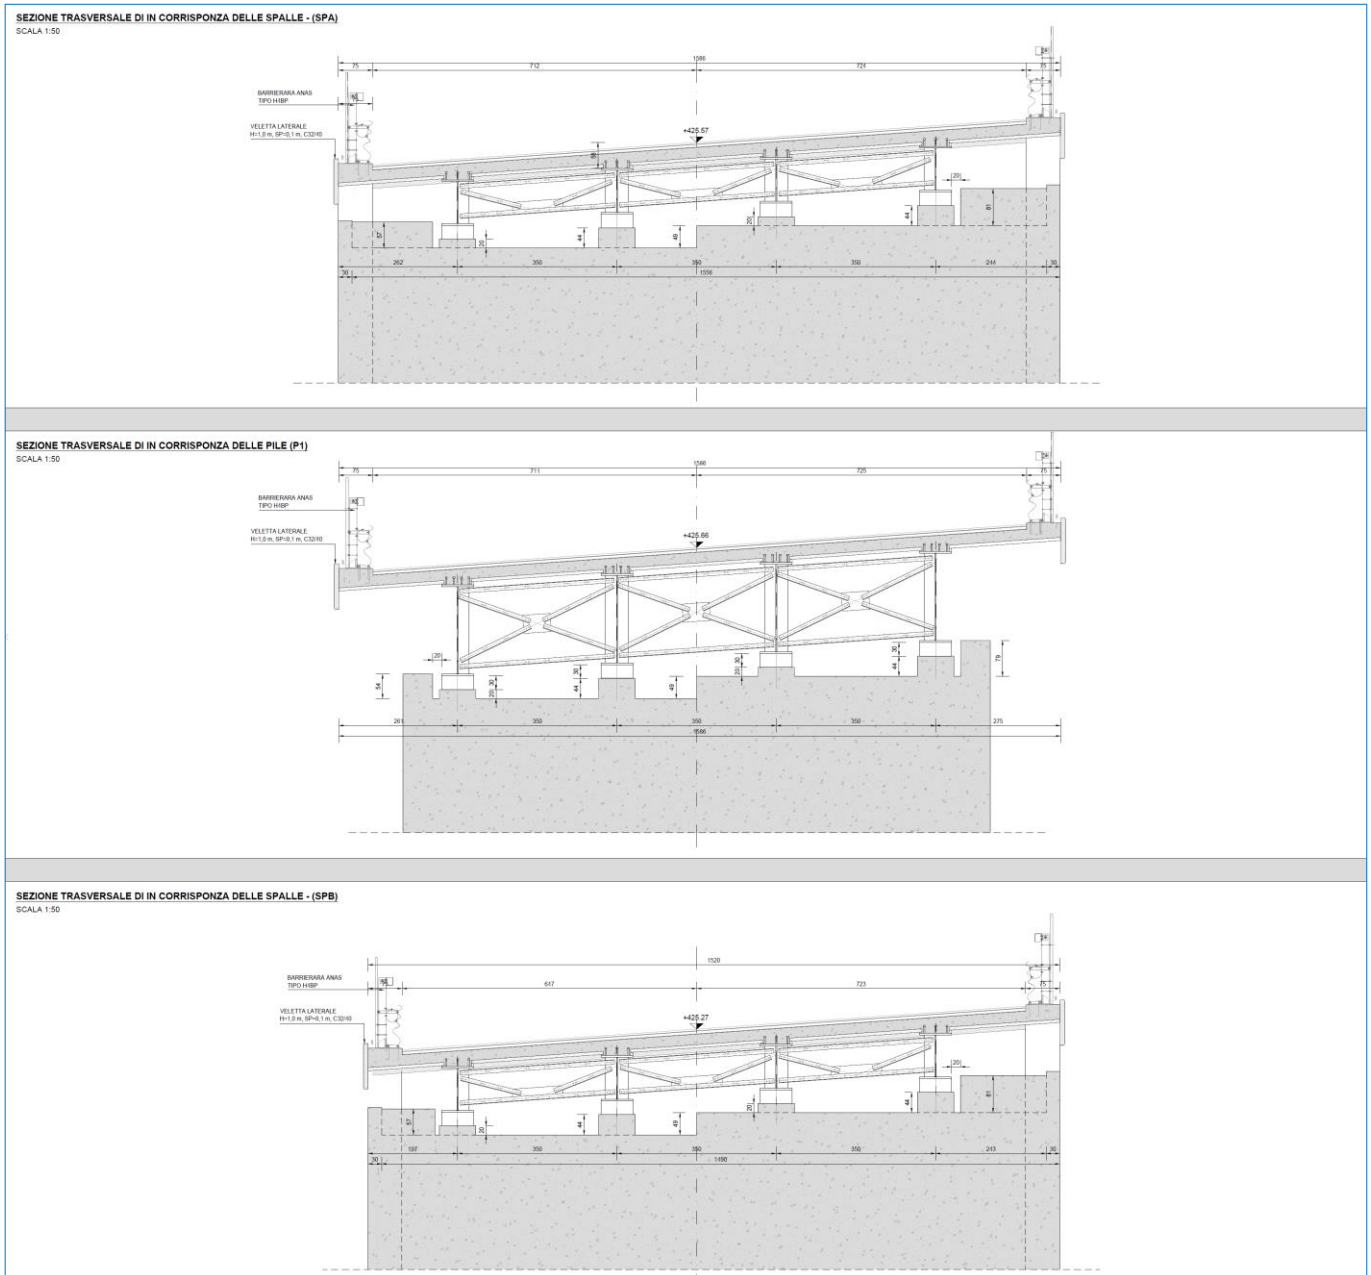 SEZIONE TRASVERSALE DI IN CORRISPONZA DELLE SPALLE - (SPA)
SCALA 1:50
1586
75 712 724 75
BARRIERARA ANAS
TIPO H4BP
VELETTA LATERALE
H=1,0 m, SP=0,1 m, C32/40
+425.57
58
20
57 20 44 49 20 44 81
262 350 350 350 244 30
30 1556
SEZIONE TRASVERSALE DI IN CORRISPONZA DELLE PILE (P1)
SCALA 1:50
1586
75 711 725 75
BARRIERARA ANAS
TIPO H4BP
VELETTA LATERALE
H=1,0 m, SP=0,1 m, C32/40
+425.66
20 30 30 30 30 79
54 20 44 49 20 44
261 350 350 350 275
1586
SEZIONE TRASVERSALE DI IN CORRISPONZA DELLE SPALLE - (SPB)
SCALA 1:50
1520
647 723 75
BARRIERARA ANAS
TIPO H4BP
VELETTA LATERALE
H=1,0 m, SP=0,1 m, C32/40
+425.27
20
57 20 44 49 20 44 81
197 350 350 350 243 30
30 1490